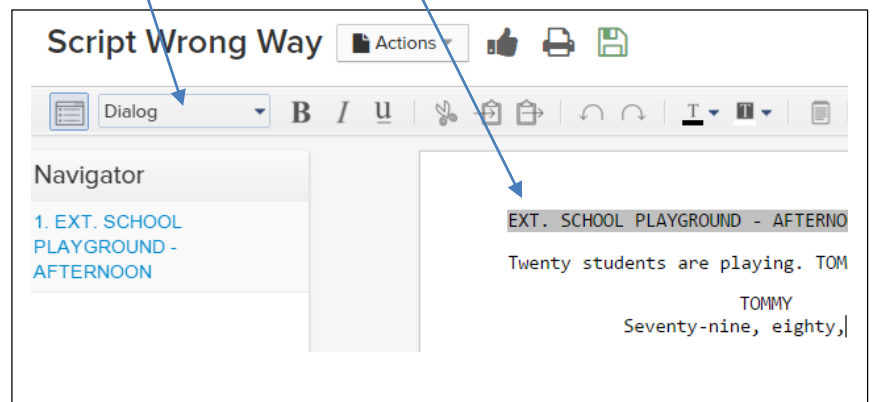 Script Wrong Way Actions
Dialog B I u T T
Navigator
1. EXT. SCHOOL
PLAYGROUND -
AFTERNOON
EXT. SCHOOL PLAYGROUND - AFTERNO
Twenty students are playing. TOM
TOMMY
Seventy-nine, eighty,